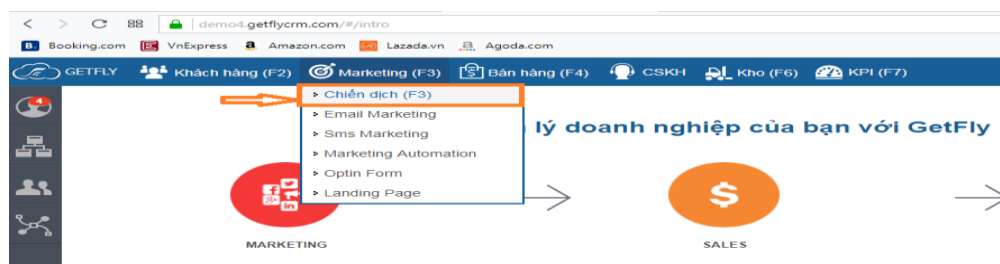 88 demo4.getflycrm.com/#/intro
B. Booking.com VnExpress a Amazon.com Lazada.vn a Agoda.com
GETFLY Khách hàng (F2) Marketing (F3) Bán hàng (F4) CSKH Kho (F6) KPI (F7)
4
Chiến dịch (F3)
Email Marketing
lý doanh nghiệp của bạn với GetFly
Sms Marketing
Marketing Automation
Optin Form
Landing Page
MARKETING SALES